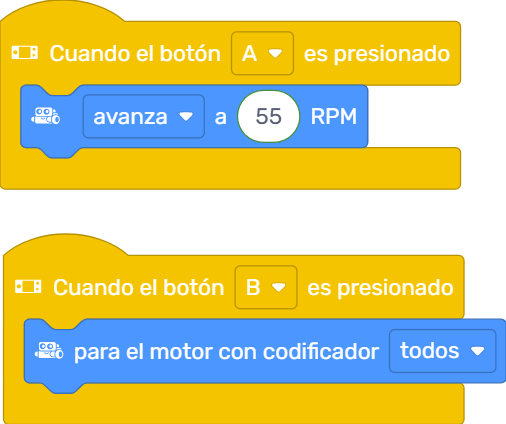 Cuando el botón A es presionado
avanza a 55 RPM
Cuando el botón B es presionado
para el motor con codificador todos